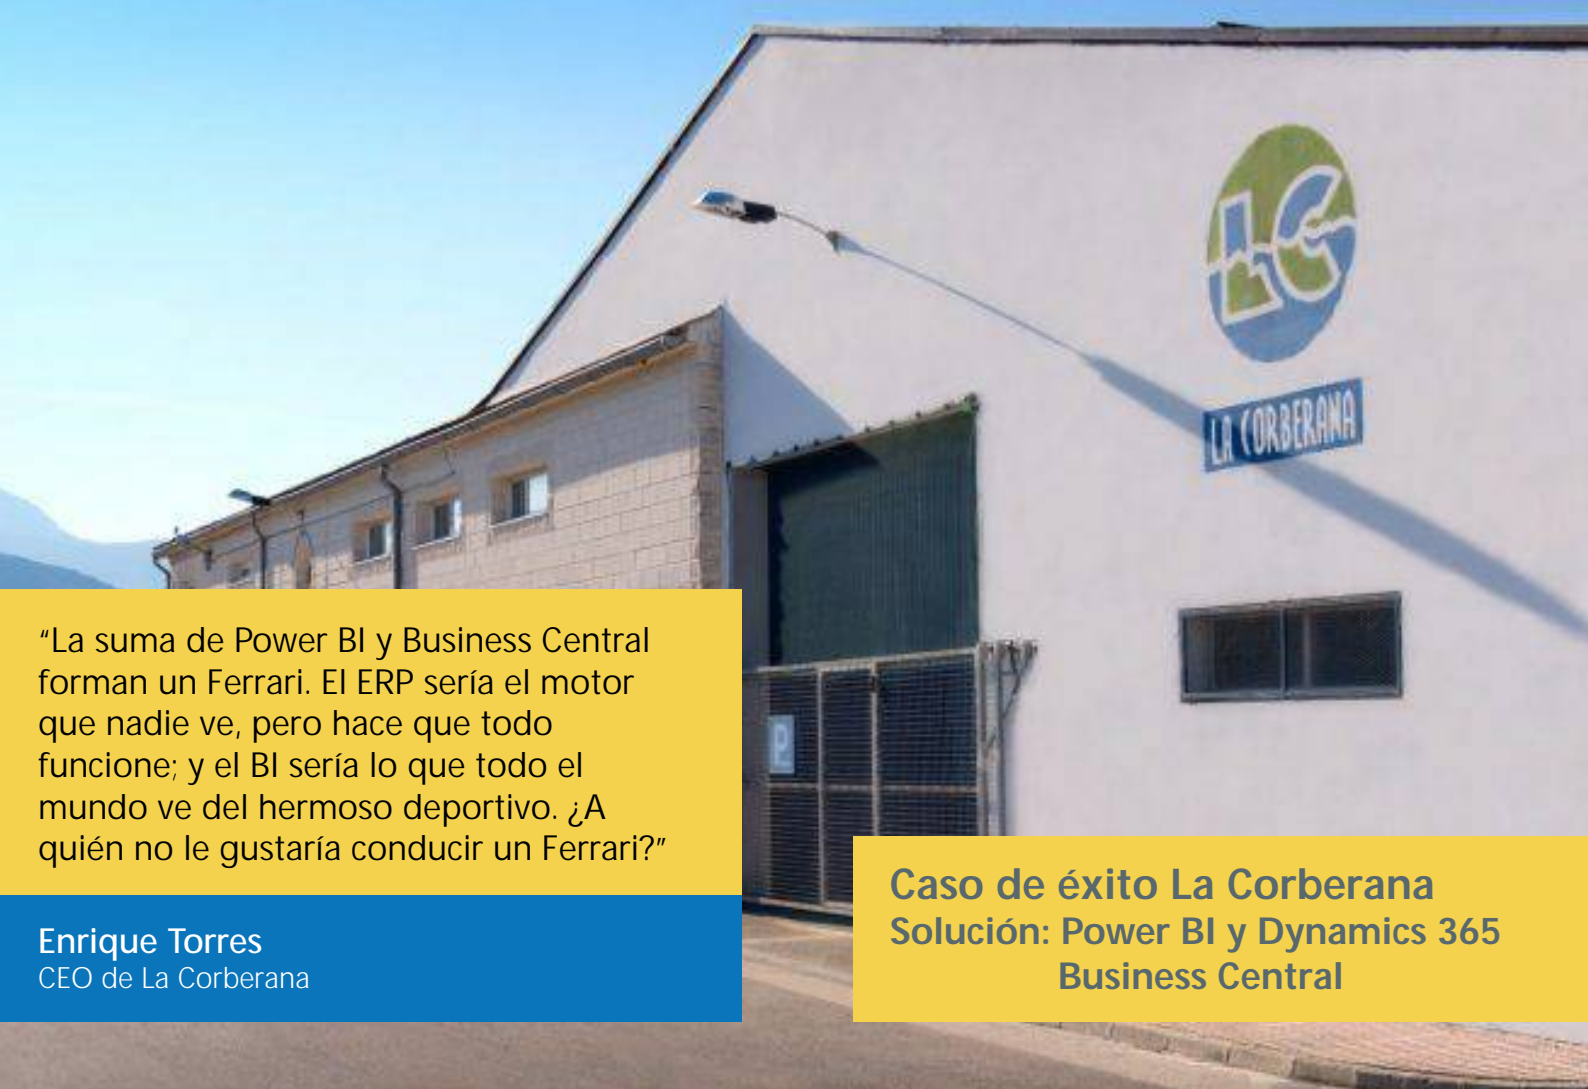 LC
LA CORBERANA
P
“La suma de Power BI y Business Central
forman un Ferrari. El ERP sería el motor
que nadie ve, pero hace que todo
funcione; y el BI sería lo que todo el
mundo ve del hermoso deportivo. ¿A
quién no le gustaría conducir un Ferrari?”
Enrique Torres
CEO de La Corberana
Caso de éxito La Corberana
Solución: Power BI y Dynamics 365
Business Central